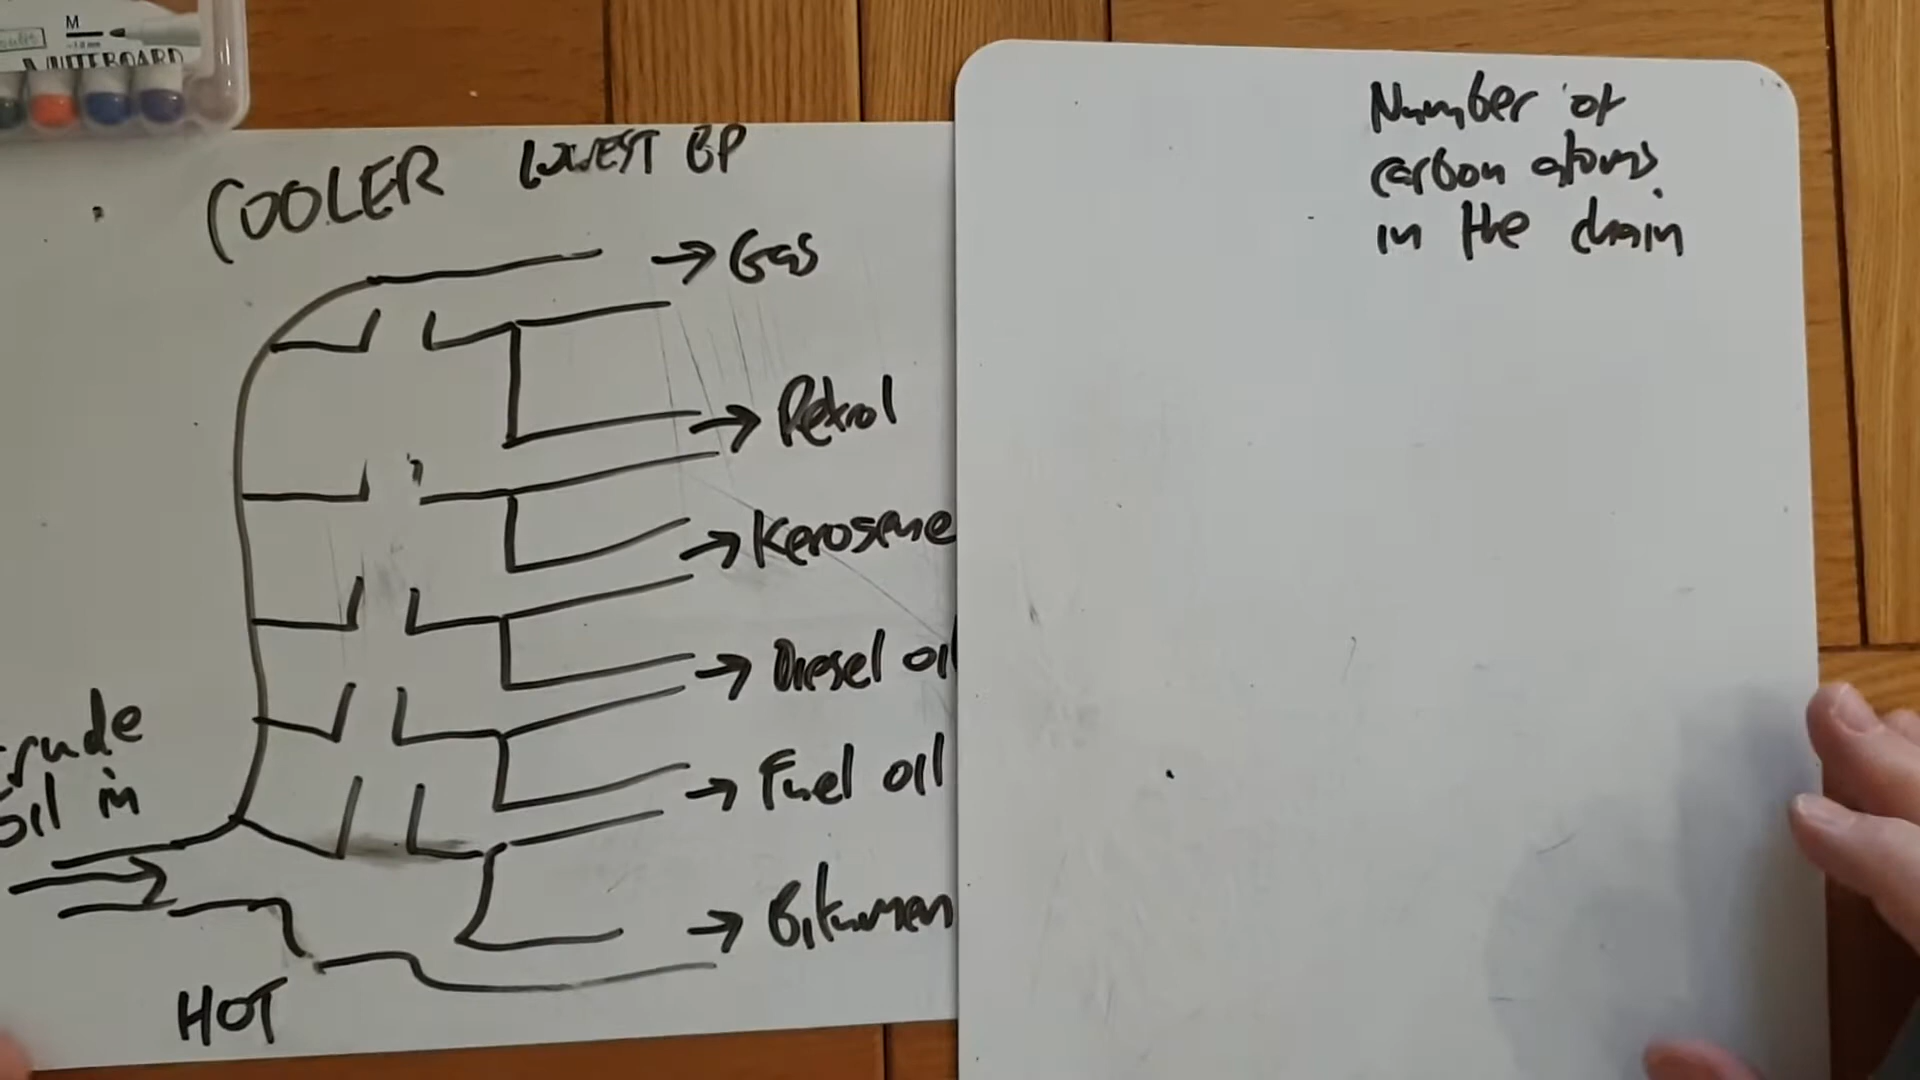 M
WHITEBOARD
COOLER LOWEST BP
→ Gas
→ Petrol
→ Kerosene
→ Diesel oil
→ Fuel oil
→ Bitumen
crude
oil in
HOT
Number of
carbon atoms
in the chain